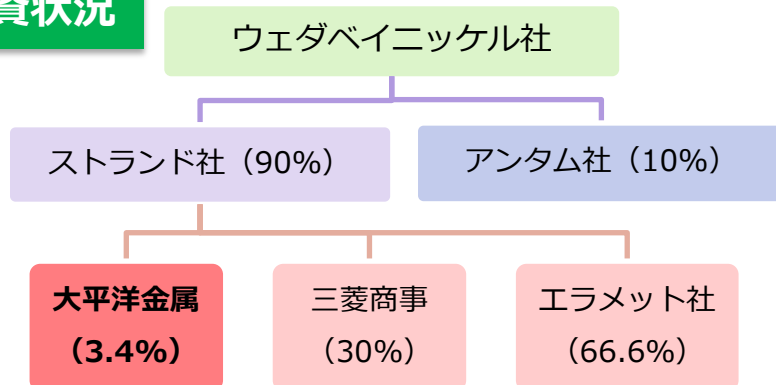 資状況
ウェダベイニッケル社
ストランド社（90%）
アンタム社（10%）
大平洋金属
（3.4%）
三菱商事
（30%）
エラメット社
（66.6%）